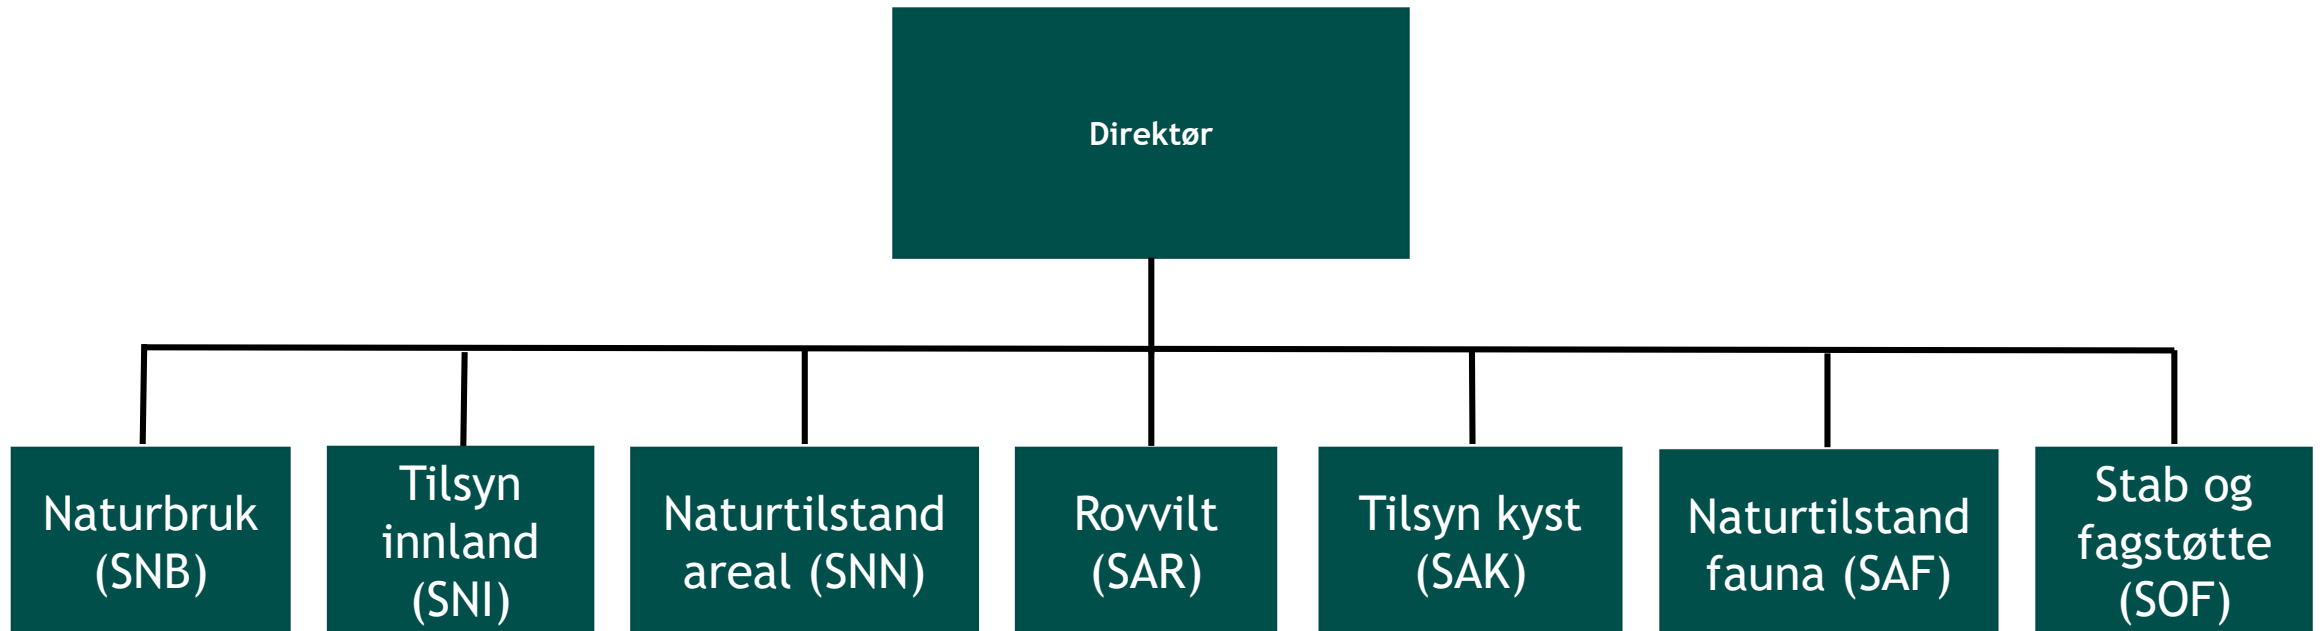 Direktør
Naturbruk
(SNB)
Tilsyn
innland
(SNI)
Naturtilstand
areal (SNN)
Rovvilt
(SAR)
Tilsyn kyst
(SAK)
Naturtilstand
fauna (SAF)
Stab og
fagstøtte
(SOF)